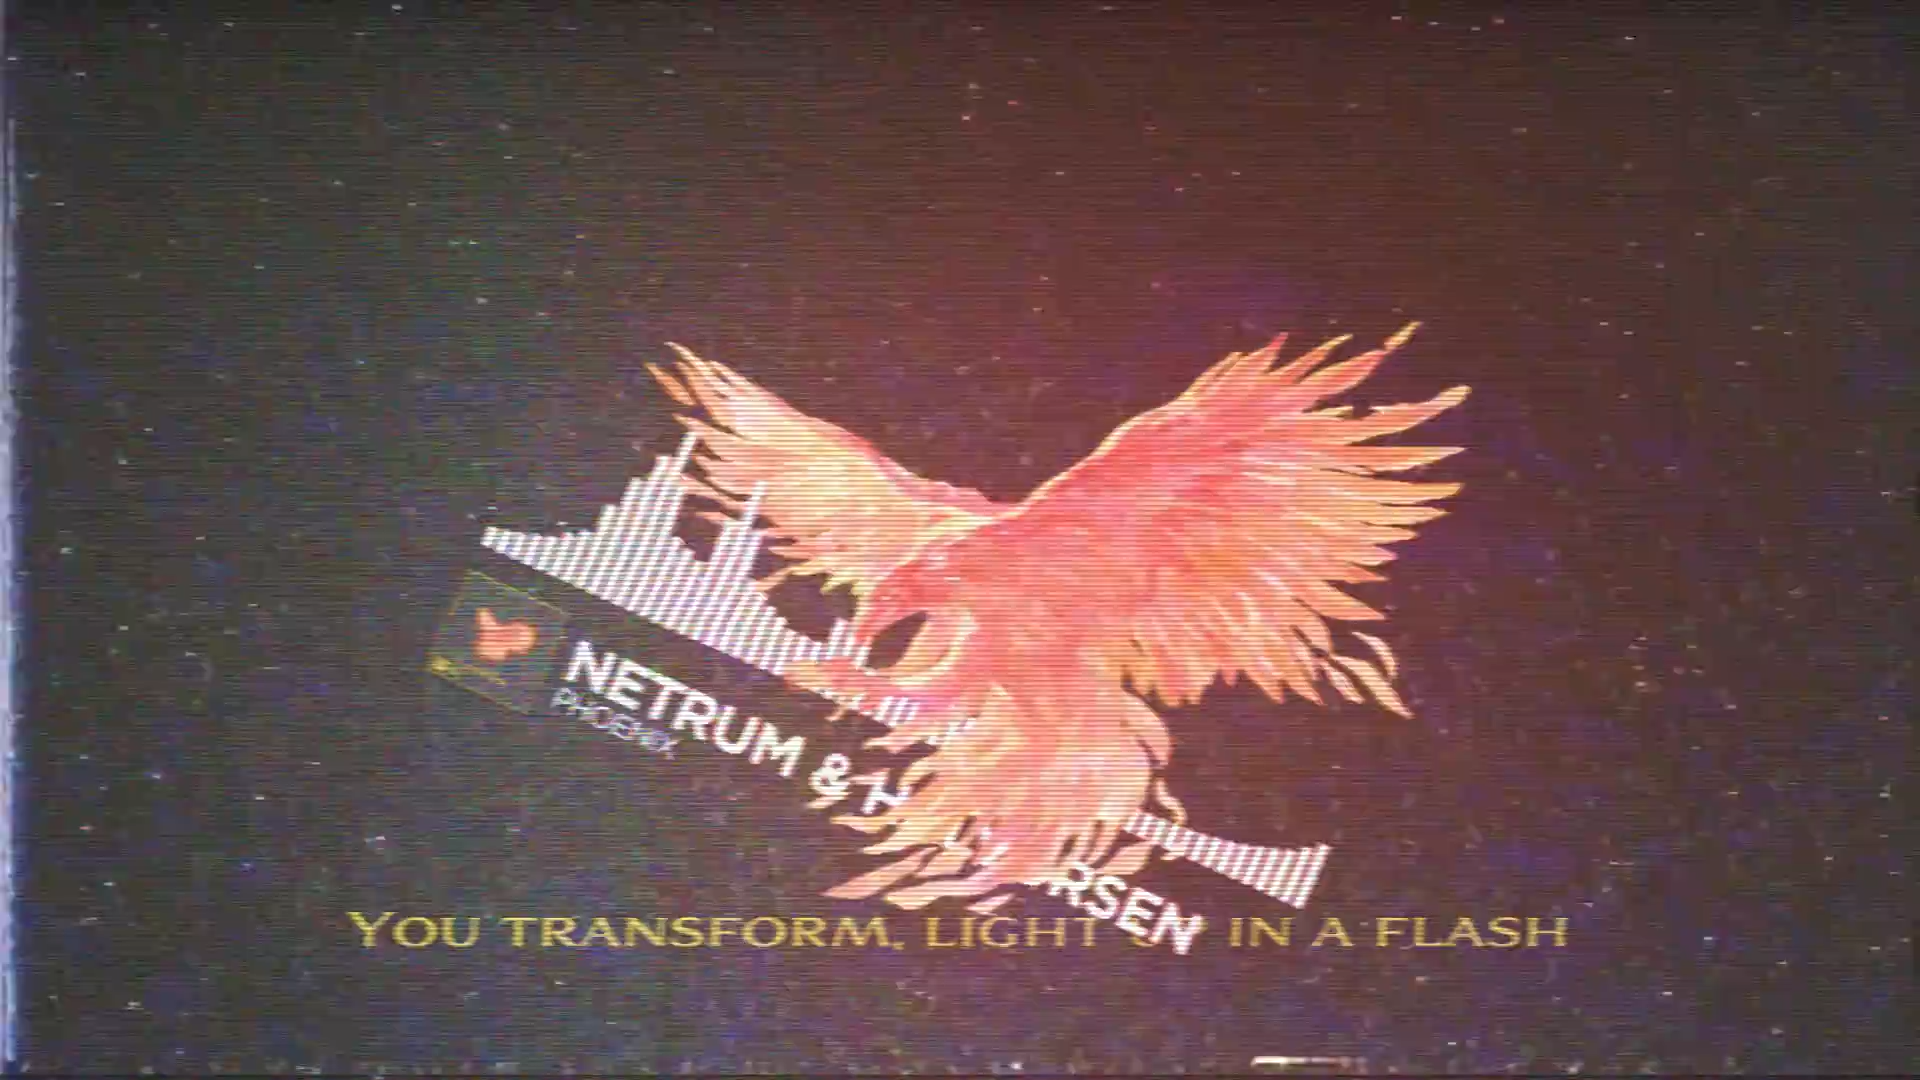 NETRUM & H RSEN
PHOENIX
YOU TRANSFORM, LIGHT IN A FLASH